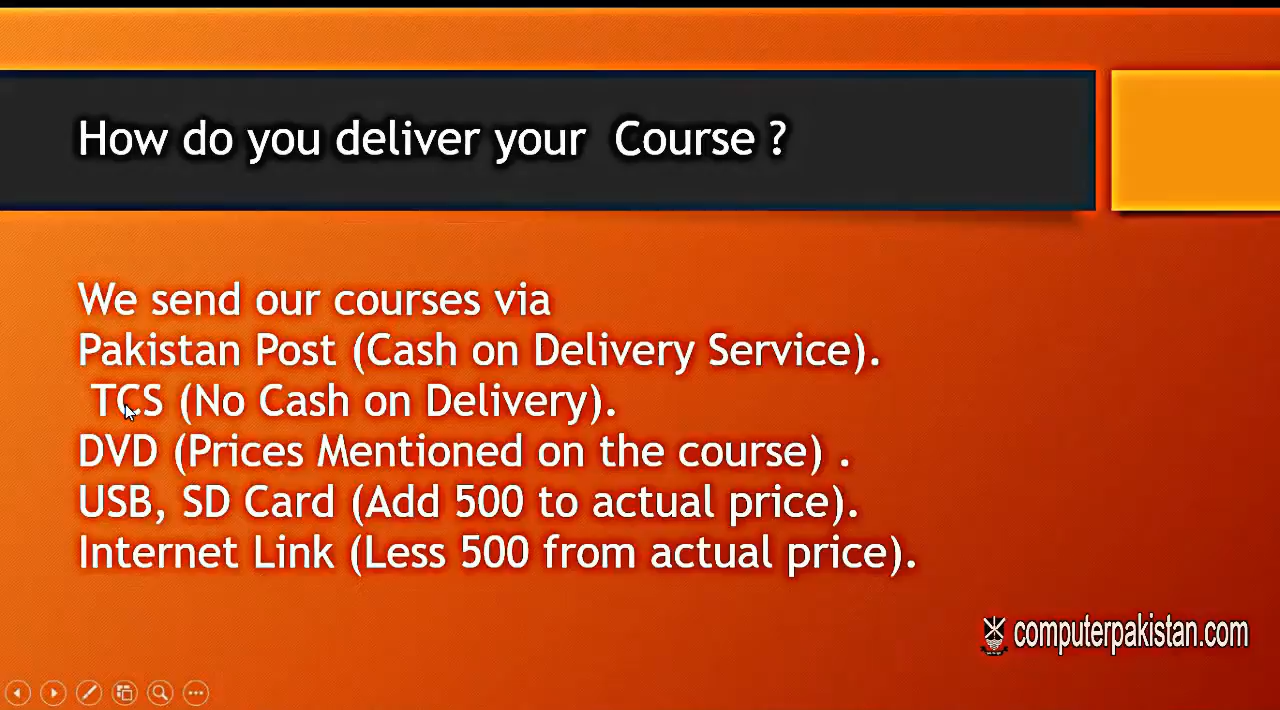 How do you deliver your Course ?
We send our courses via
Pakistan Post (Cash on Delivery Service).
TCS (No Cash on Delivery).
DVD (Prices Mentioned on the course) .
USB, SD Card (Add 500 to actual price).
Internet Link (Less 500 from actual price).
computerpakistan.com